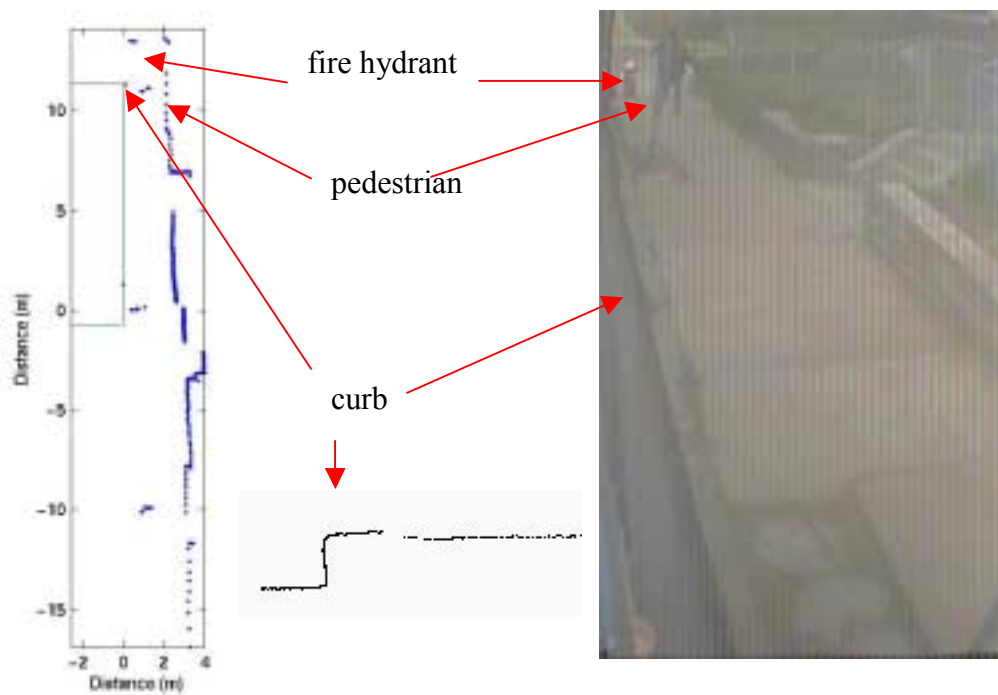 fire hydrant
pedestrian
curb
10
5
0
−5
−10
−15
Distance (m)
−2 0 2 4
Distance (m)